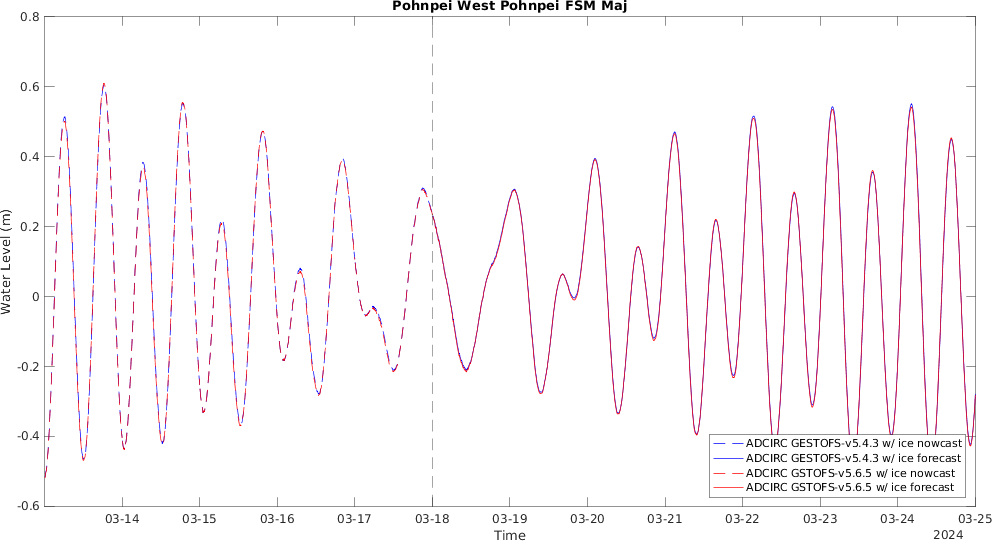 Pohnpei West Pohnpei FSM Maj
0.8
0.6
0.4
0.2
0
-0.2
-0.4
-0.6
Water Level (m)
ADCIRC GESTOFS-v5.4.3 w/ ice nowcast
ADCIRC GESTOFS-v5.4.3 w/ ice forecast
ADCIRC GSTOFS-v5.6.5 w/ ice nowcast
ADCIRC GSTOFS-v5.6.5 w/ ice forecast
03-14 03-15 03-16 03-17 03-18 03-19 03-20 03-21 03-22 03-23 03-24 03-25
Time
2024